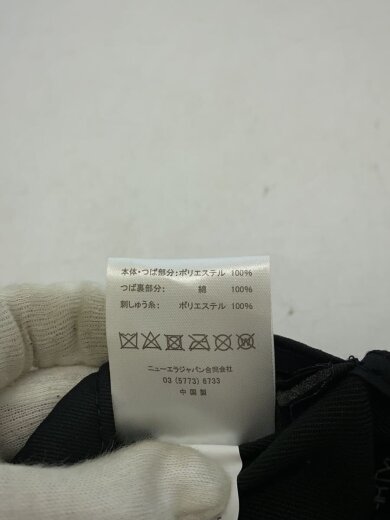 本体・つば部分:ポリエステル 100%
つば裏部分: 綿 100%
刺しゅう糸: ポリエステル 100%
ニューエラジャパン合同会社
03 (5773) 6733
中国製